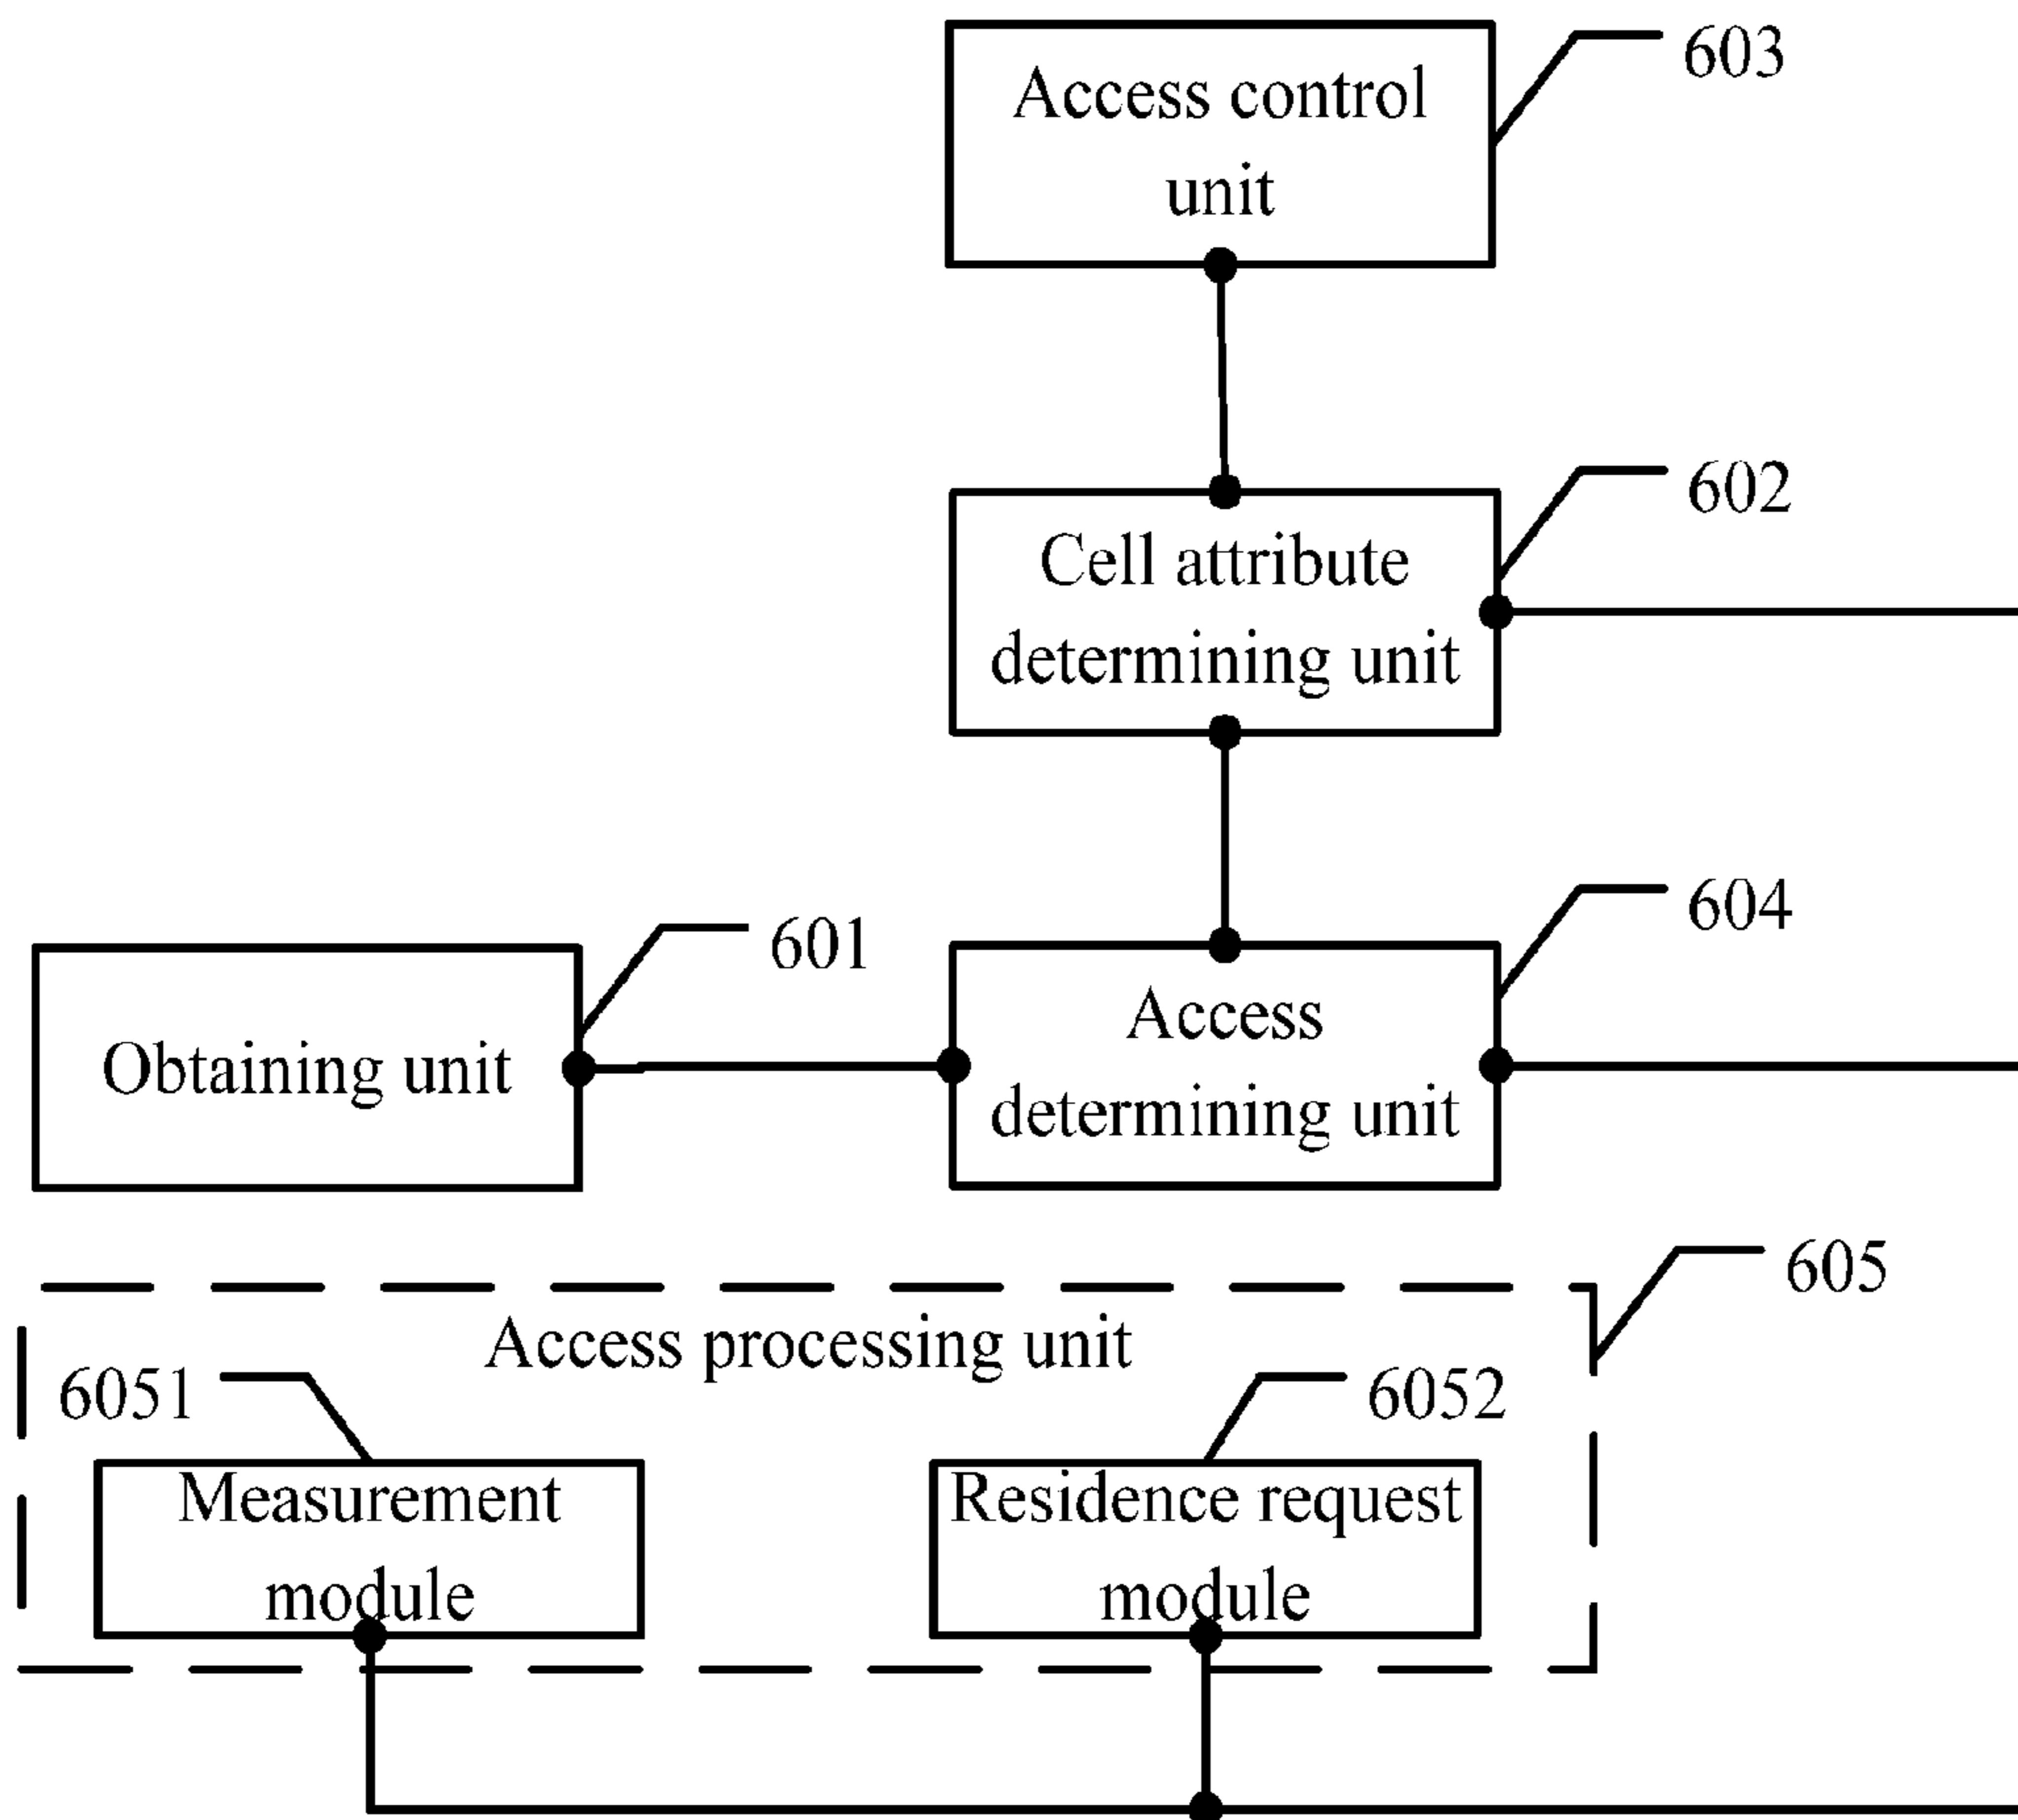 603
Access control
unit
602
Cell attribute
determining unit
604
601
Access
determining unit
Obtaining unit
605
Access processing unit
6051
6052
Measurement
module
Residence request
module